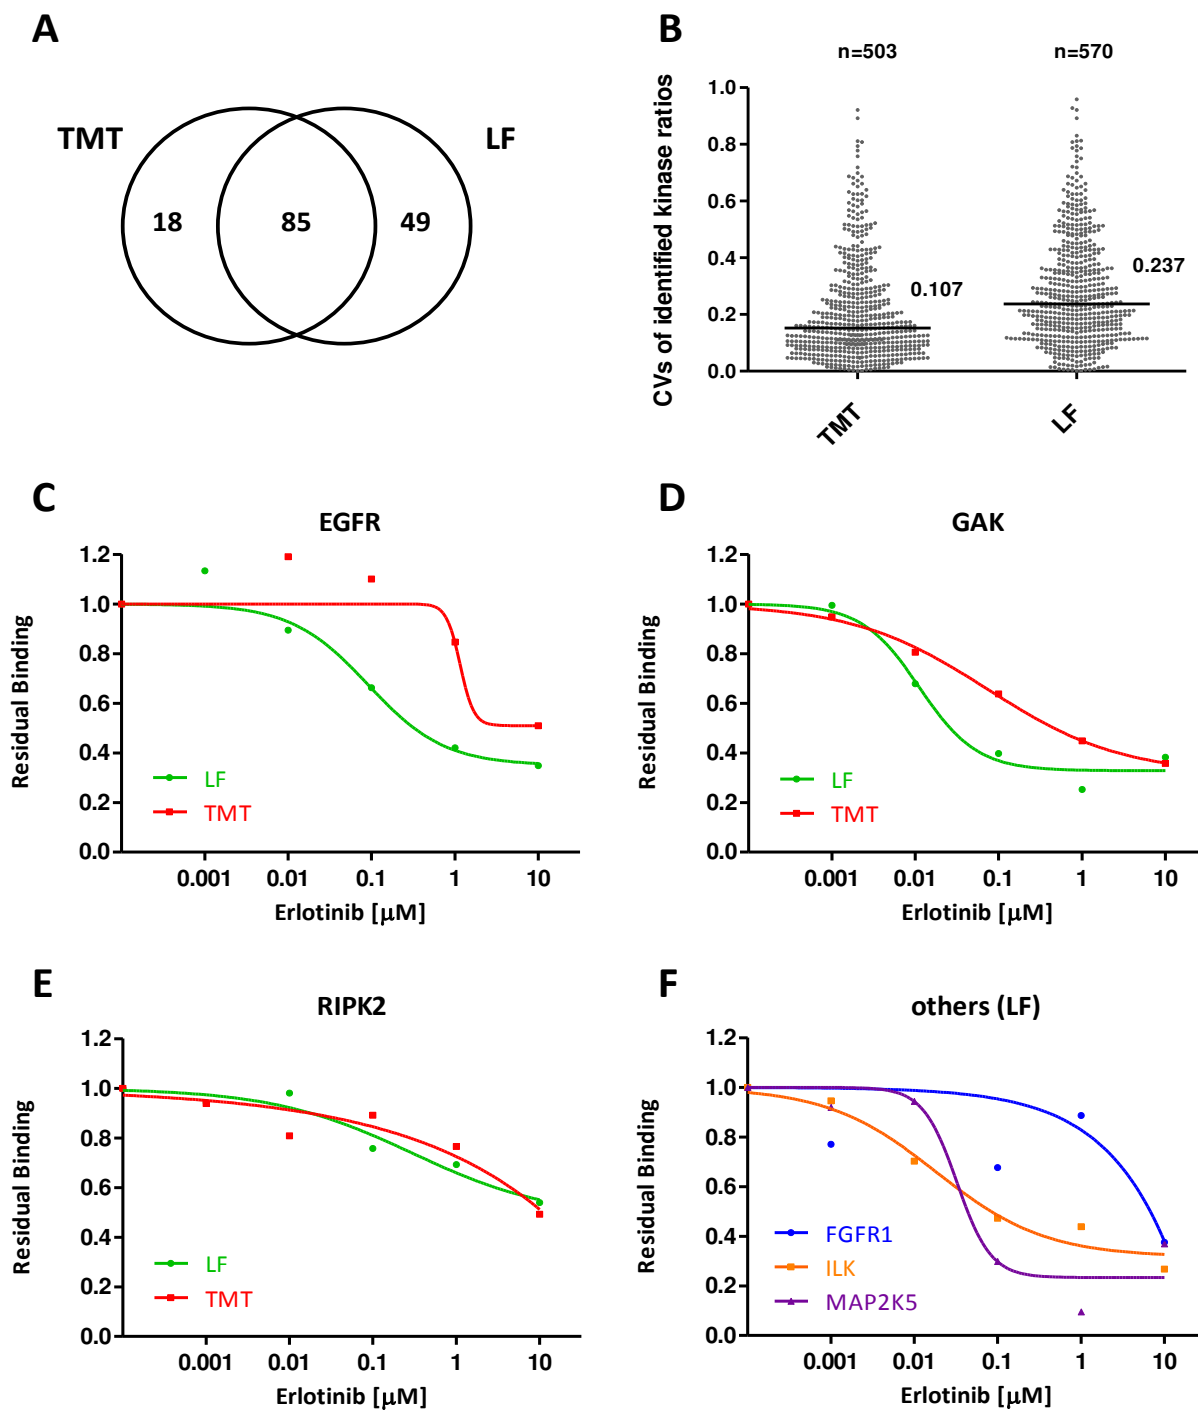 A
TMT
LF
18
85
49
B
n=503
n=570
CVs of identified kinase ratios
1.0
0.8
0.6
0.4
0.2
0.0
0.107
0.237
TMT
LF
C
EGFR
Residual Binding
1.2
1.0
0.8
0.6
0.4
0.2
0.0
LF
TMT
0.001
0.01
0.1
1
10
Erlotinib [μM]
D
GAK
Residual Binding
1.2
1.0
0.8
0.6
0.4
0.2
0.0
LF
TMT
0.001
0.01
0.1
1
10
Erlotinib [μM]
E
RIPK2
Residual Binding
1.2
1.0
0.8
0.6
0.4
0.2
0.0
LF
TMT
0.001
0.01
0.1
1
10
Erlotinib [μM]
F
others (LF)
Residual Binding
1.2
1.0
0.8
0.6
0.4
0.2
0.0
FGFR1
ILK
MAP2K5
0.001
0.01
0.1
1
10
Erlotinib [μM]